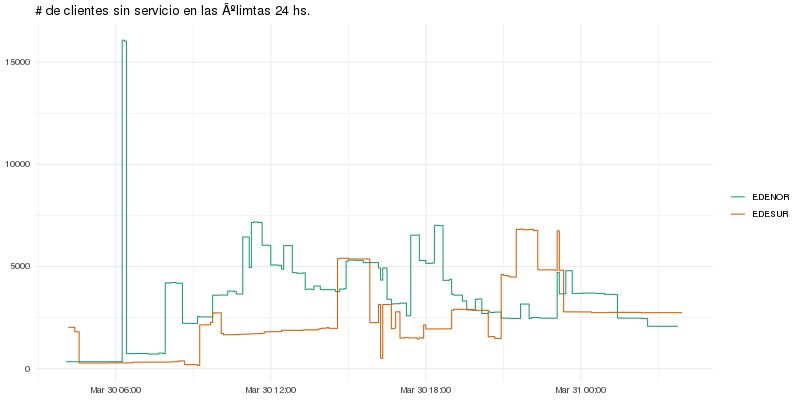 # de clientes sin servicio en las Ãºlimtas 24 hs.
15000
10000
5000
0
Mar 30 06:00 Mar 30 12:00 Mar 30 18:00 Mar 31 00:00
EDENOR
EDESUR